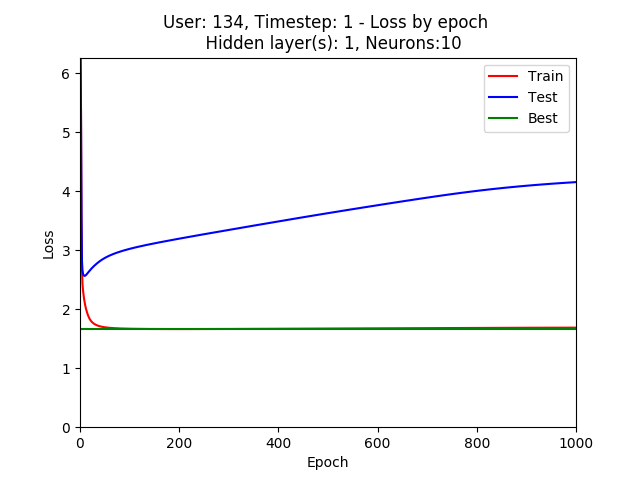 User: 134, Timestep: 1 - Loss by epoch
Hidden layer(s): 1, Neurons:10
Train
Test
Best
6
5
4
3
2
1
0
Loss
0 200 400 600 800 1000
Epoch